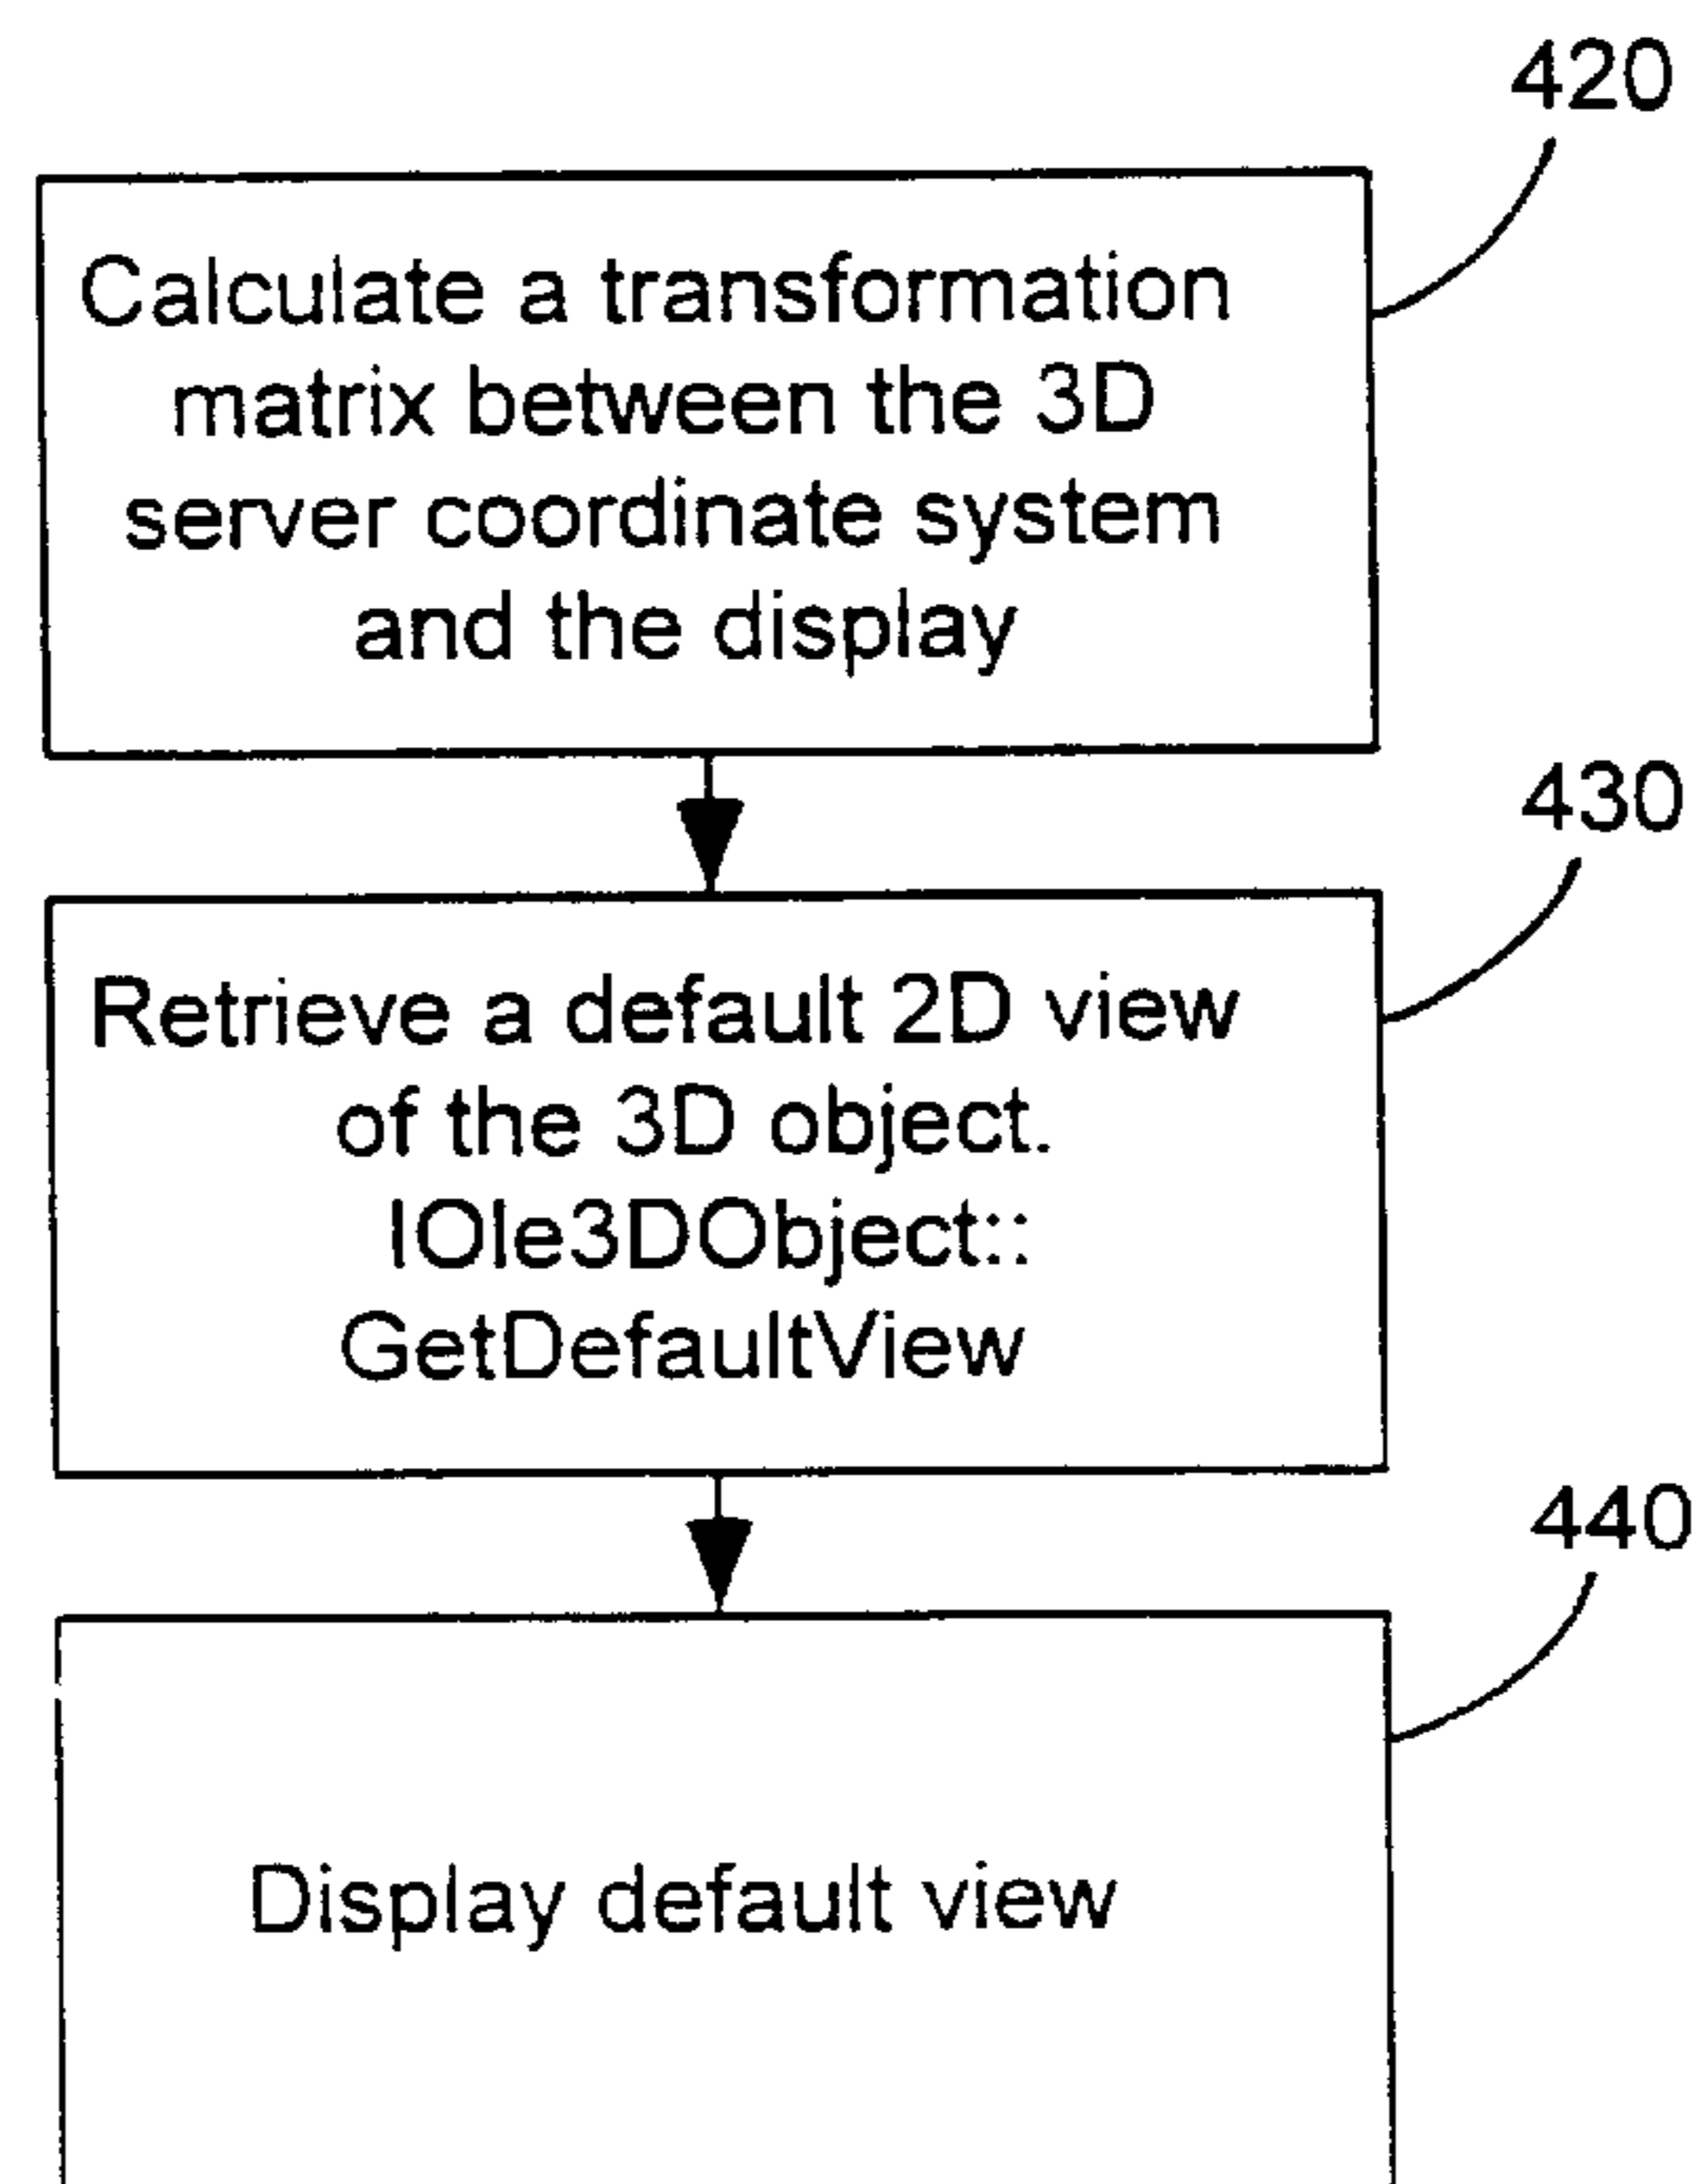 420
Calculate a transformation
matrix between the 3D
server coordinate system
and the display
430
Retrieve a default 2D view
of the 3D object.
IOle3DObject::
GetDefaultView
440
Display default view